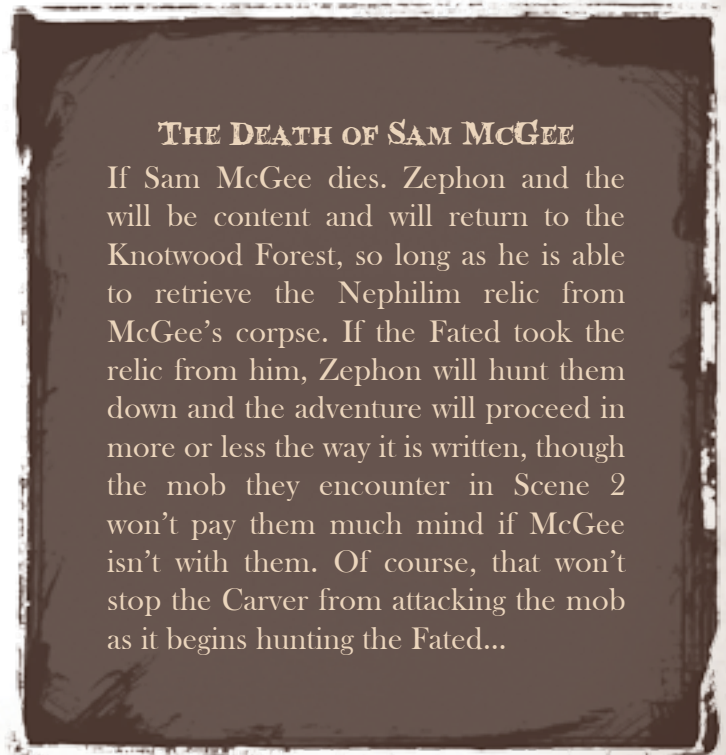 The Death of Sam McGee
If Sam McGee dies. Zephon and the
will be content and will return to the
Knotwood Forest, so long as he is able
to retrieve the Nephilim relic from
McGee’s corpse. If the Fated took the
relic from him, Zephon will hunt them
down and the adventure will proceed in
more or less the way it is written, though
the mob they encounter in Scene 2
won’t pay them much mind if McGee
isn’t with them. Of course, that won’t
stop the Carver from attacking the mob
as it begins hunting the Fated...